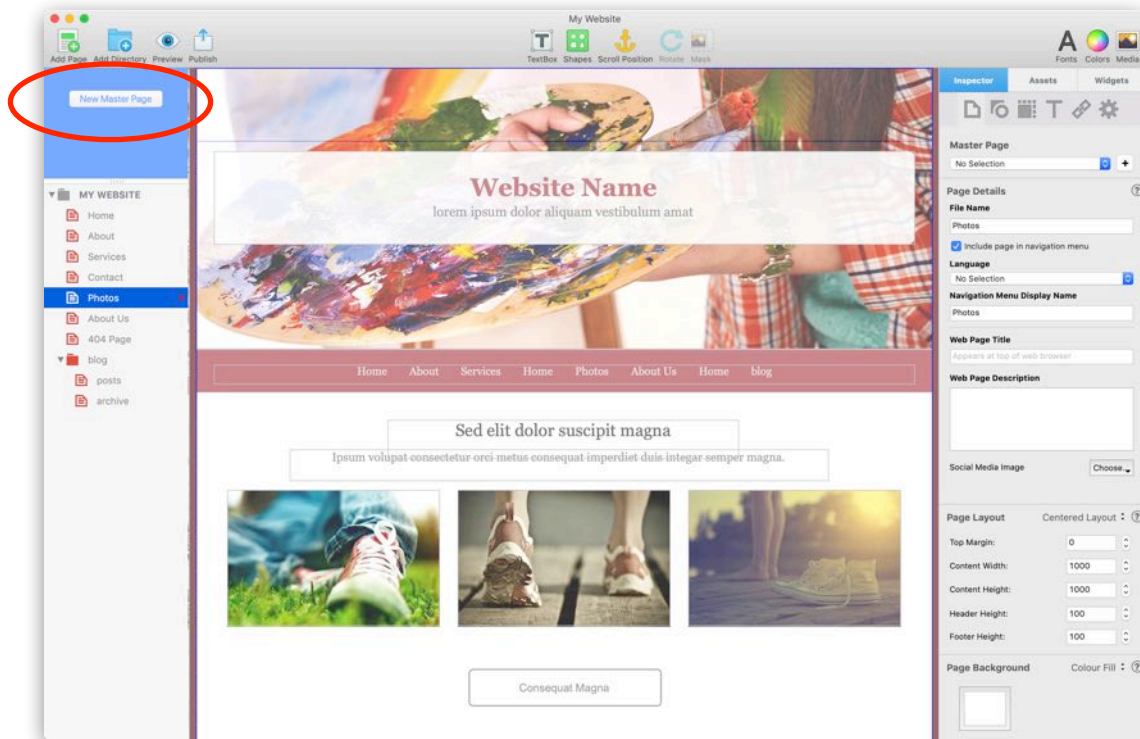 My Website
Add Page Add Directory Preview Publish
TextBox Shapes Scroll Position Rotate Mask
Fonts Colors Media
New Master Page
MY WEBSITE
Home
About
Services
Contact
Photos
About Us
404 Page
blog
posts
archive
Website Name
lorem ipsum dolor aliquam vestibulum amat
Home About Services Home Photos About Us Home blog
Sed elit dolor suscipit magna
Ipsum volupat consectetur orci metus consequat imperdiet duis integar semper magna.
Consequat Magna
Inspector Assets Widgets
Master Page
No Selection
Page Details ?
File Name
Photos
Include page in navigation menu
Language
No Selection
Navigation Menu Display Name
Photos
Web Page Title
Appears at top of web browser
Web Page Description
Social Media Image Choose...
Page Layout Centered Layout ?
Top Margin: 0
Content Width: 1000
Content Height: 1000
Header Height: 100
Footer Height: 100
Page Background Colour Fill ?